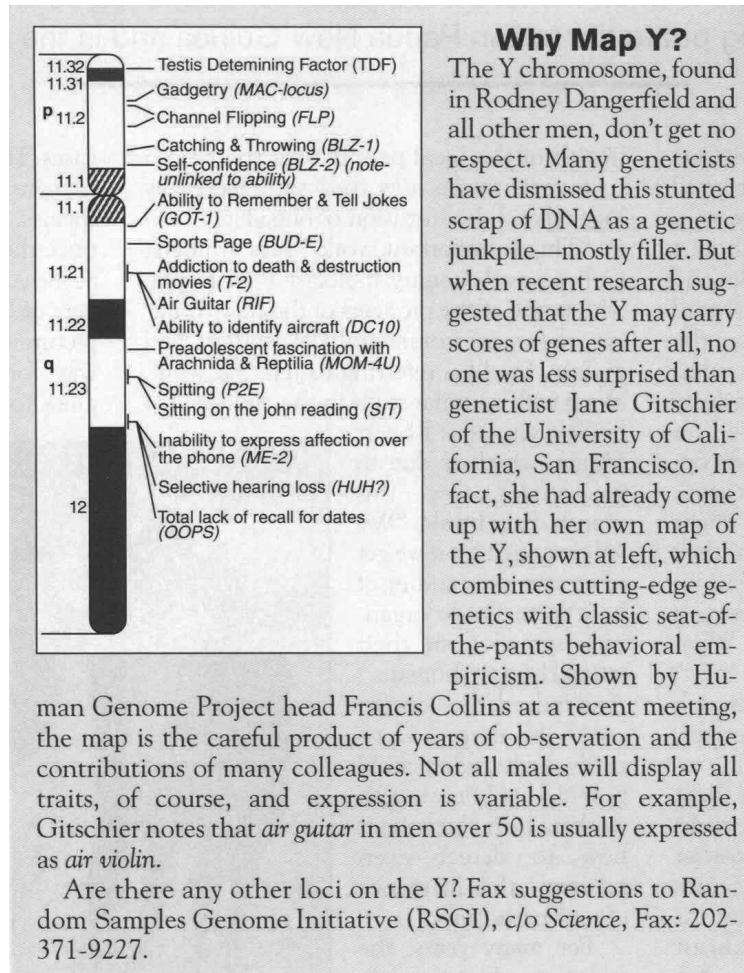 11.32
11.31
p 11.2
11.1
11.1
11.21
11.22
q
11.23
12
Testis Detemining Factor (TDF)
Gadgetry (MAC-locus)
Channel Flipping (FLP)
Catching & Throwing (BLZ-1)
Self-confidence (BLZ-2) (note-
unlinked to ability)
Ability to Remember & Tell Jokes
(GOT-1)
Sports Page (BUD-E)
Addiction to death & destruction
movies (T-2)
Air Guitar (RIF)
Ability to identify aircraft (DC10)
Preadolescent fascination with
Arachnida & Reptilia (MOM-4U)
Spitting (P2E)
Sitting on the john reading (SIT)
Inability to express affection over
the phone (ME-2)
Selective hearing loss (HUH?)
Total lack of recall for dates
(OOPS)
Why Map Y?
The Y chromosome, found
in Rodney Dangerfield and
all other men, don't get no
respect. Many geneticists
have dismissed this stunted
scrap of DNA as a genetic
junkpile—mostly filler. But
when recent research sug-
gested that the Y may carry
scores of genes after all, no
one was less surprised than
geneticist Jane Gitschier
of the University of Cali-
fornia, San Francisco. In
fact, she had already come
up with her own map of
the Y, shown at left, which
combines cutting-edge ge-
netics with classic seat-of-
the-pants behavioral em-
piricism. Shown by Hu-
man Genome Project head Francis Collins at a recent meeting,
the map is the careful product of years of ob-servation and the
contributions of many colleagues. Not all males will display all
traits, of course, and expression is variable. For example,
Gitschier notes that air guitar in men over 50 is usually expressed
as air violin.
Are there any other loci on the Y? Fax suggestions to Ran-
dom Samples Genome Initiative (RSGI), c/o Science, Fax: 202-
371-9227.